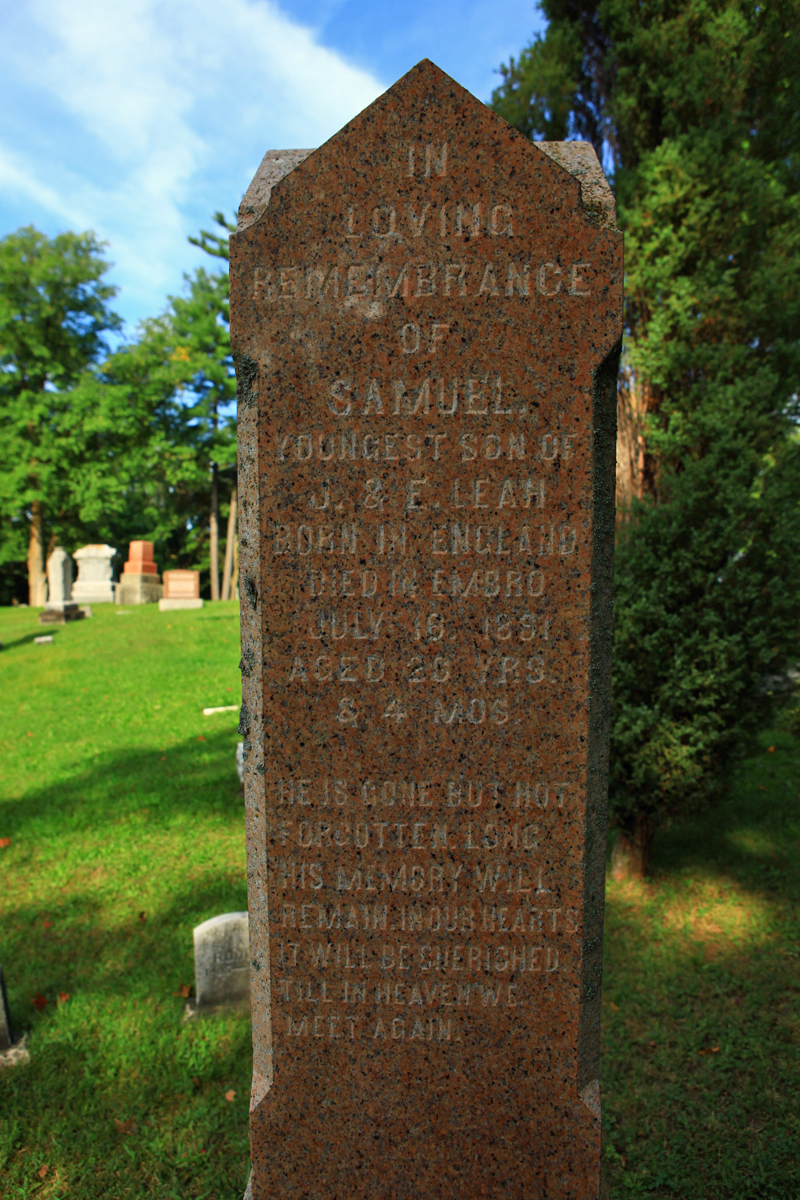 IN
LOVING
REMEMBRANCE
OF
SAMUEL.
YOUNGEST SON OF
J. & E. LEAH
BORN IN ENGLAND
DIED IN EMBRO
JULY 16, 1891
AGED 20 YRS.
& 4 MOS.
HE IS GONE BUT NOT
FORGOTTEN. LONG
HIS MEMORY WILL
REMAIN. IN OUR HEARTS
IT WILL BE CHERISHED.
TILL IN HEAVEN WE
MEET AGAIN.